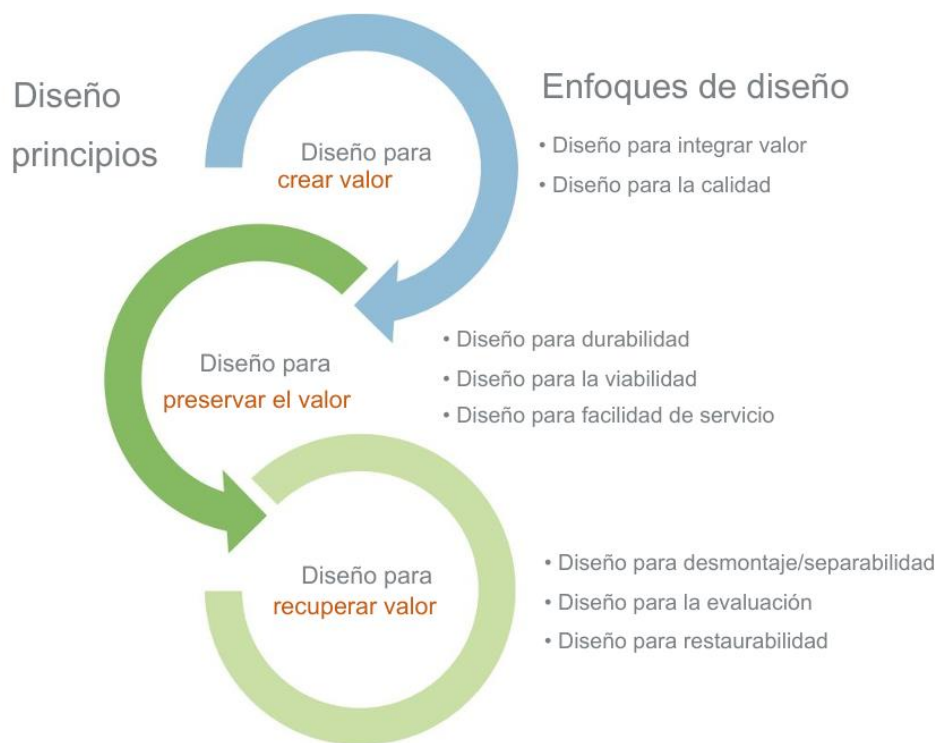 Diseño
principios
Enfoques de diseño
Diseño para
crear valor
• Diseño para integrar valor
• Diseño para la calidad
Diseño para
preservar el valor
• Diseño para durabilidad
• Diseño para la viabilidad
• Diseño para facilidad de servicio
Diseño para
recuperar valor
• Diseño para desmontaje/separabilidad
• Diseño para la evaluación
• Diseño para restaurabilidad